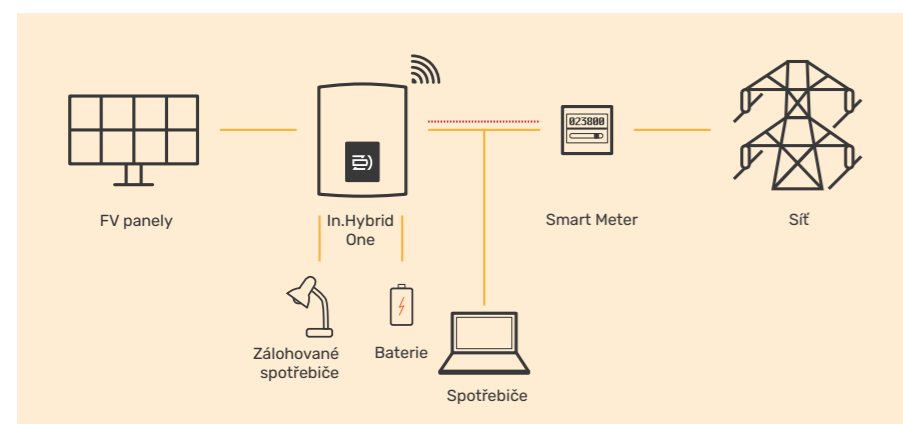 023800
FV panely
In.Hybrid
One
Smart Meter
Síť
Zálohované
spotřebiče
Baterie
Spotřebiče